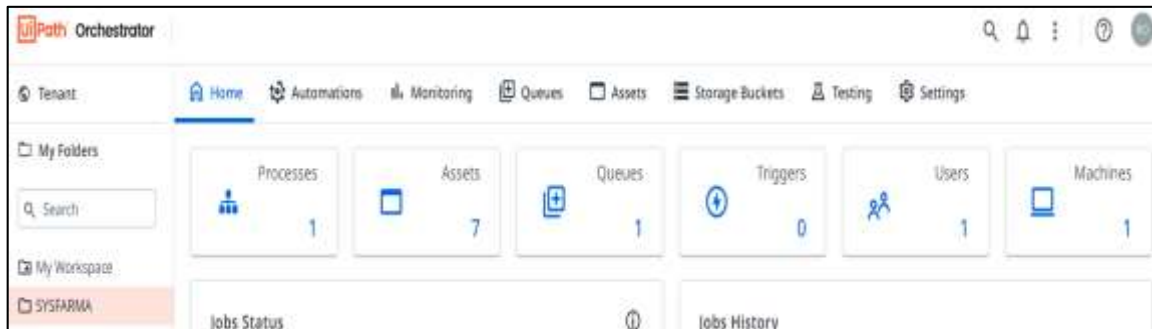 UiPath Orchestrator
Tenant
Home Automations Monitoring Queues Assets Storage Buckets Testing Settings
My Folders
Search
My Workspace
SYSFARMA
Processes
1
Assets
7
Queues
1
Triggers
0
Users
1
Machines
1
Jobs Status
Jobs History